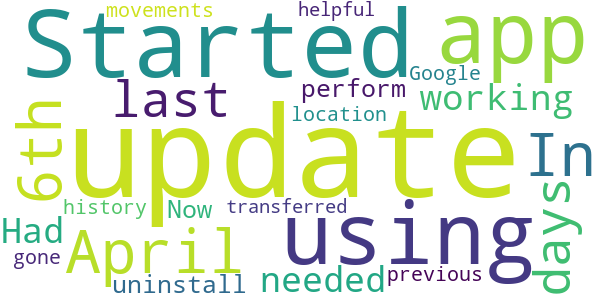 movements
helpful
Started
app
Google
last
perform
working
location
6th
update
In
days
history
Now
transferred
using
Had
gone
April
uninstall
needed
previous